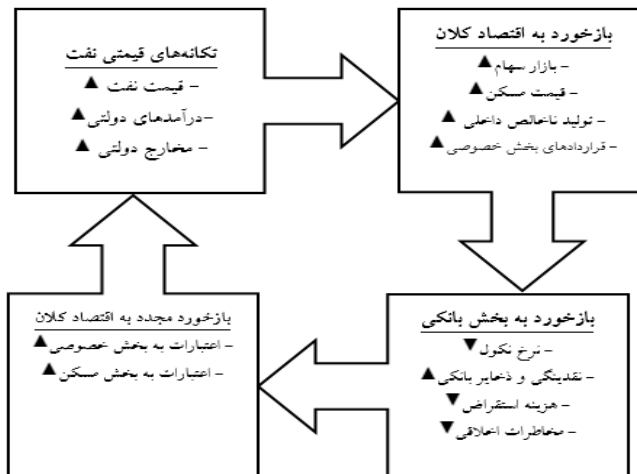 تکانه‌های قیمتی نفت
- قیمت نفت ▲
-درآمدهای دولتی ▲
- مخارج دولتی ▲
بازخورد به اقتصاد کلان
- بازار سهام ▲
- قیمت مسکن ▲
- تولید ناخالص داخلی ▲
- قراردادهای بخش خصوصی ▲
بازخورد به بخش بانکی
- نرخ نکول ▼
- نقدینگی و ذخایر بانکی ▲
- هزینه استقراض ▼
- مخاطرات اخلاقی ▼
بازخورد مجدد به اقتصاد کلان
- اعتبارات به بخش خصوصی ▲
- اعتبارات به بخش مسکن ▲